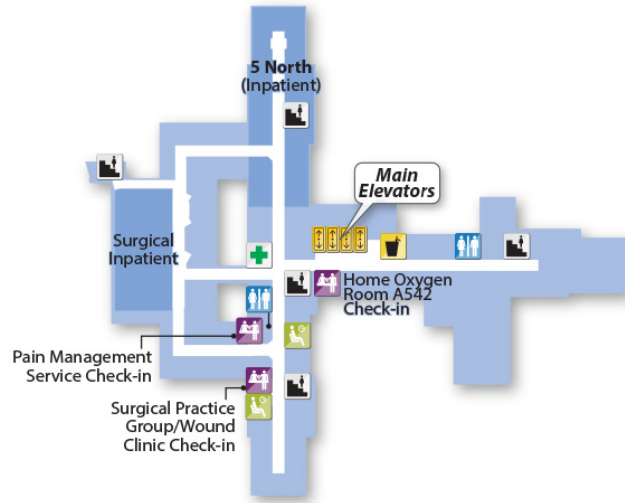 5 North
(Inpatient)
Main
Elevators
Surgical
Inpatient
Home Oxygen
Room A542
Check-in
Pain Management
Service Check-in
Surgical Practice
Group/Wound
Clinic Check-in